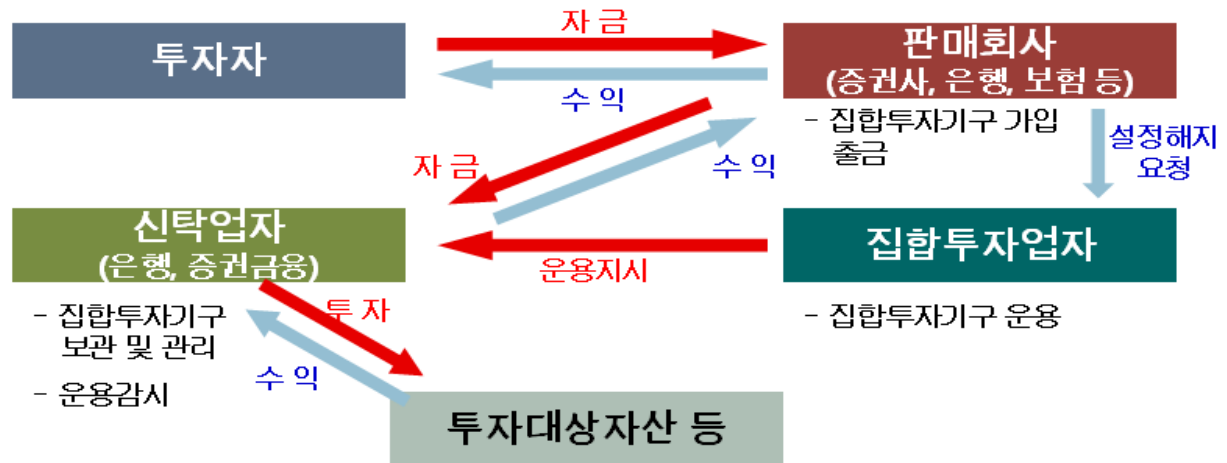 자 금
투자자
판매회사
(증권사, 은행, 보험 등)
수 익
- 집합투자기구 가입
출금
설정해지
요청
자 금
수 익
신탁업자
(은행, 증권금융)
집합투자업자
운용지시
- 집합투자기구
보관 및 관리
- 운용감시
투 자
수 익
- 집합투자기구 운용
투자대상자산 등